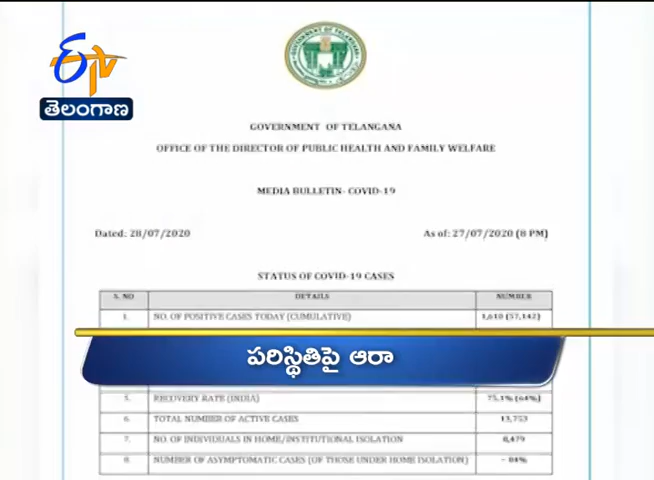 ETV
తెలంగాణ
GOVERNMENT OF TELANGANA
OFFICE OF THE DIRECTOR OF PUBLIC HEALTH AND FAMILY WELFARE
MEDIA BULLETIN- COVID-19
Dated: 28/07/2020 As of: 27/07/2020 (8 PM)
STATUS OF COVID-19 CASES
S. NO DETAILS NUMBER
1. NO. OF POSITIVE CASES TODAY (CUMULATIVE) 1,610 (57,142)
పరిస్థితిపై ఆరా
5. RECOVERY RATE (INDIA) 75.1% (64%)
6. TOTAL NUMBER OF ACTIVE CASES 13,753
7. NO. OF INDIVIDUALS IN HOME/INSTITUTIONAL ISOLATION 8,479
8. NUMBER OF ASYMPTOMATIC CASES (OF THOSE UNDER HOME ISOLATION) ~ 84%